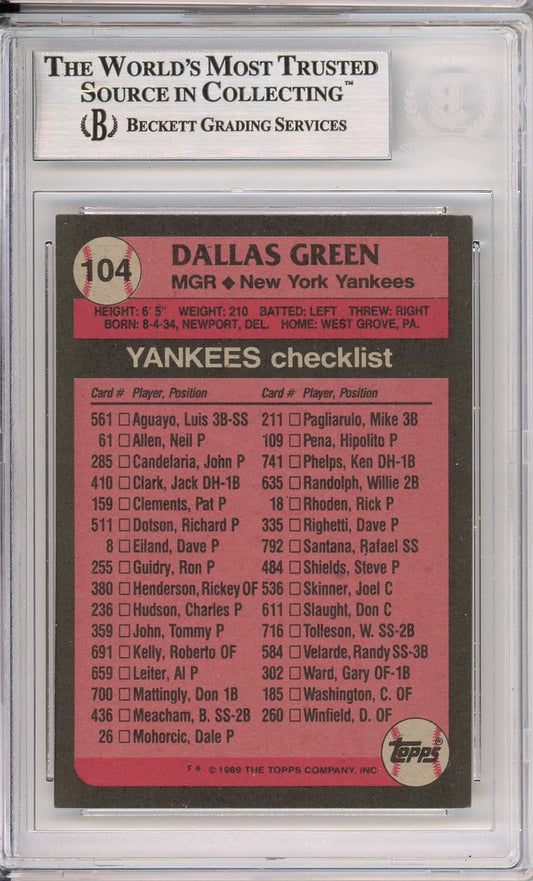 THE WORLD'S MOST TRUSTED
SOURCE IN COLLECTING™
B BECKETT GRADING SERVICES
104
DALLAS GREEN
MGR ◆ New York Yankees
HEIGHT: 6' 5" WEIGHT: 210 BATTED: LEFT THREW: RIGHT
BORN: 8-4-34, NEWPORT, DEL. HOME: WEST GROVE, PA.
YANKEES checklist
Card # Player, Position Card # Player, Position
561 □ Aguayo, Luis 3B-SS 211 □ Pagliarulo, Mike 3B
61 □ Allen, Neil P 109 □ Pena, Hipolito P
285 □ Candelaria, John P 741 □ Phelps, Ken DH-1B
410 □ Clark, Jack DH-1B 635 □ Randolph, Willie 2B
159 □ Clements, Pat P 18 □ Rhoden, Rick P
511 □ Dotson, Richard P 335 □ Righetti, Dave P
8 □ Eiland, Dave P 792 □ Santana, Rafael SS
255 □ Guidry, Ron P 484 □ Shields, Steve P
380 □ Henderson, Rickey OF 536 □ Skinner, Joel C
236 □ Hudson, Charles P 611 □ Slaught, Don C
359 □ John, Tommy P 716 □ Tolleson, W. SS-2B
691 □ Kelly, Roberto OF 584 □ Velarde, Randy SS-3B
659 □ Leiter, Al P 302 □ Ward, Gary OF-1B
700 □ Mattingly, Don 1B 185 □ Washington, C. OF
436 □ Meacham, B. SS-2B 260 □ Winfield, D. OF
26 □ Mohorcic, Dale P
Topps®
F* © 1989 THE TOPPS COMPANY, INC.